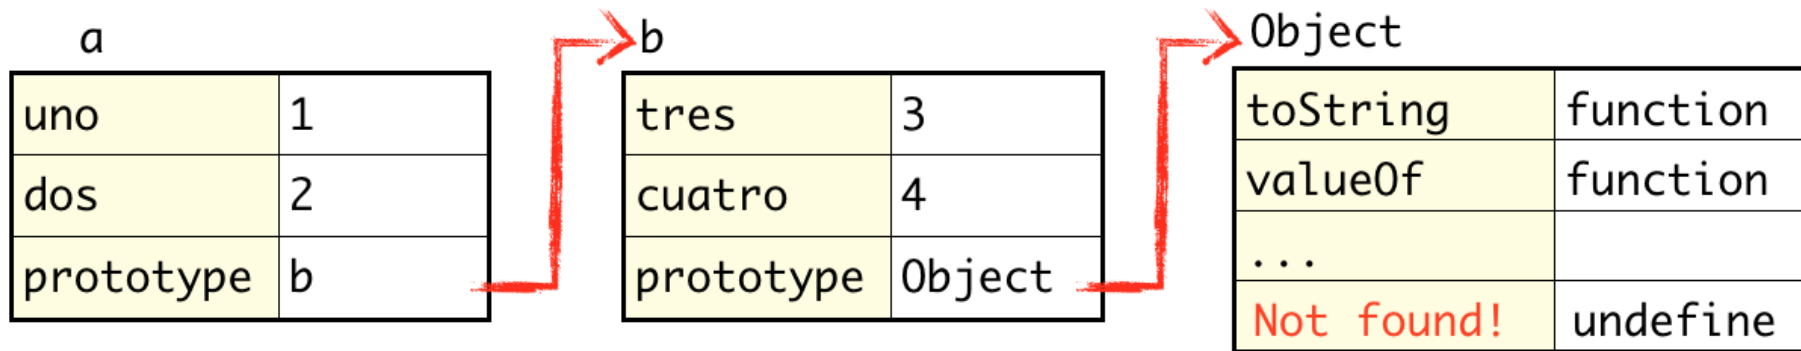 a
uno 1
dos 2
prototype b
b
tres 3
cuatro 4
prototype Object
Object
toString function
valueOf function
...
Not found! undefine